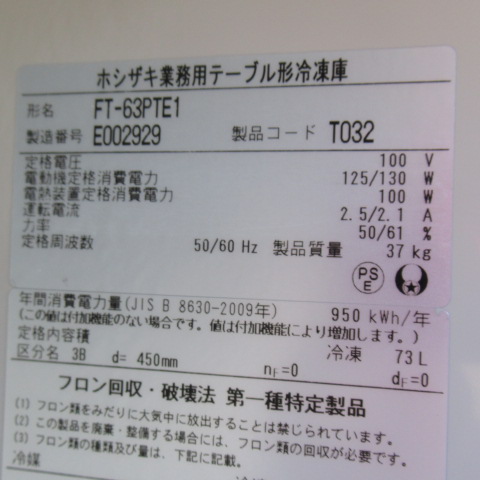 ホシザキ業務用テーブル形冷凍庫
形名 FT-63PTE1
製造番号 E002929 製品コード T032
定格電圧 100 V
電動機定格消費電力 125/130 W
電熱装置定格消費電力 100 W
運転電流 2.5/2.1 A
力率 50/61 %
定格周波数 50/60 Hz 製品質量 37 kg
PS
E
年間消費電力量(JIS B 8630-2009年) 950 kWh/年
(この値は付加機能のない場合です。値は付加機能により増加します。)
定格内容積 冷凍 73 L
区分名 3B d= 450mm nF=0 dF=0
フロン回収・破壊法 第一種特定製品
(1) フロン類をみだりに大気中に放出することは禁じられています。
(2) この製品を廃棄・整備する場合には、フロン類の回収が必要です。
(3) フロン類の種類及び量は、下記に記載。
冷媒